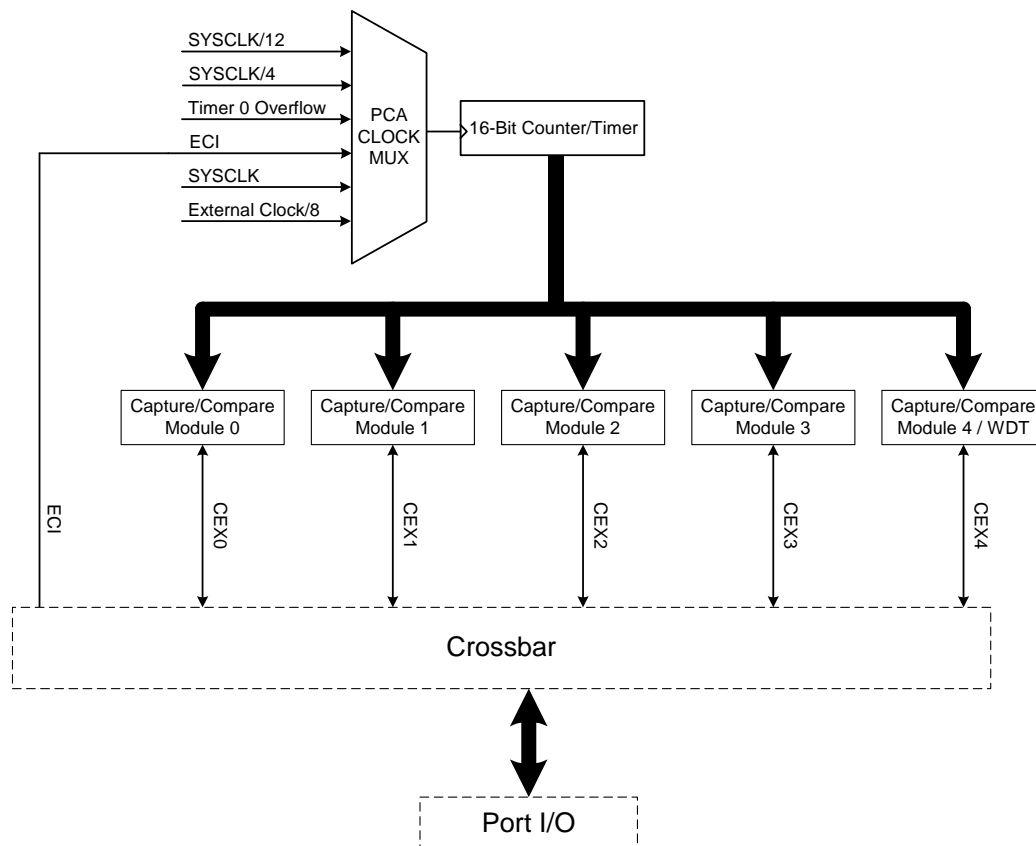 SYSCLK/12
SYSCLK/4
Timer 0 Overflow
ECI
SYSCLK
External Clock/8
PCA
CLOCK
MUX
16-Bit Counter/Timer
Capture/Compare
Module 0
Capture/Compare
Module 1
Capture/Compare
Module 2
Capture/Compare
Module 3
Capture/Compare
Module 4 / WDT
ECI
CEX0
CEX1
CEX2
CEX3
CEX4
Crossbar
Port I/O